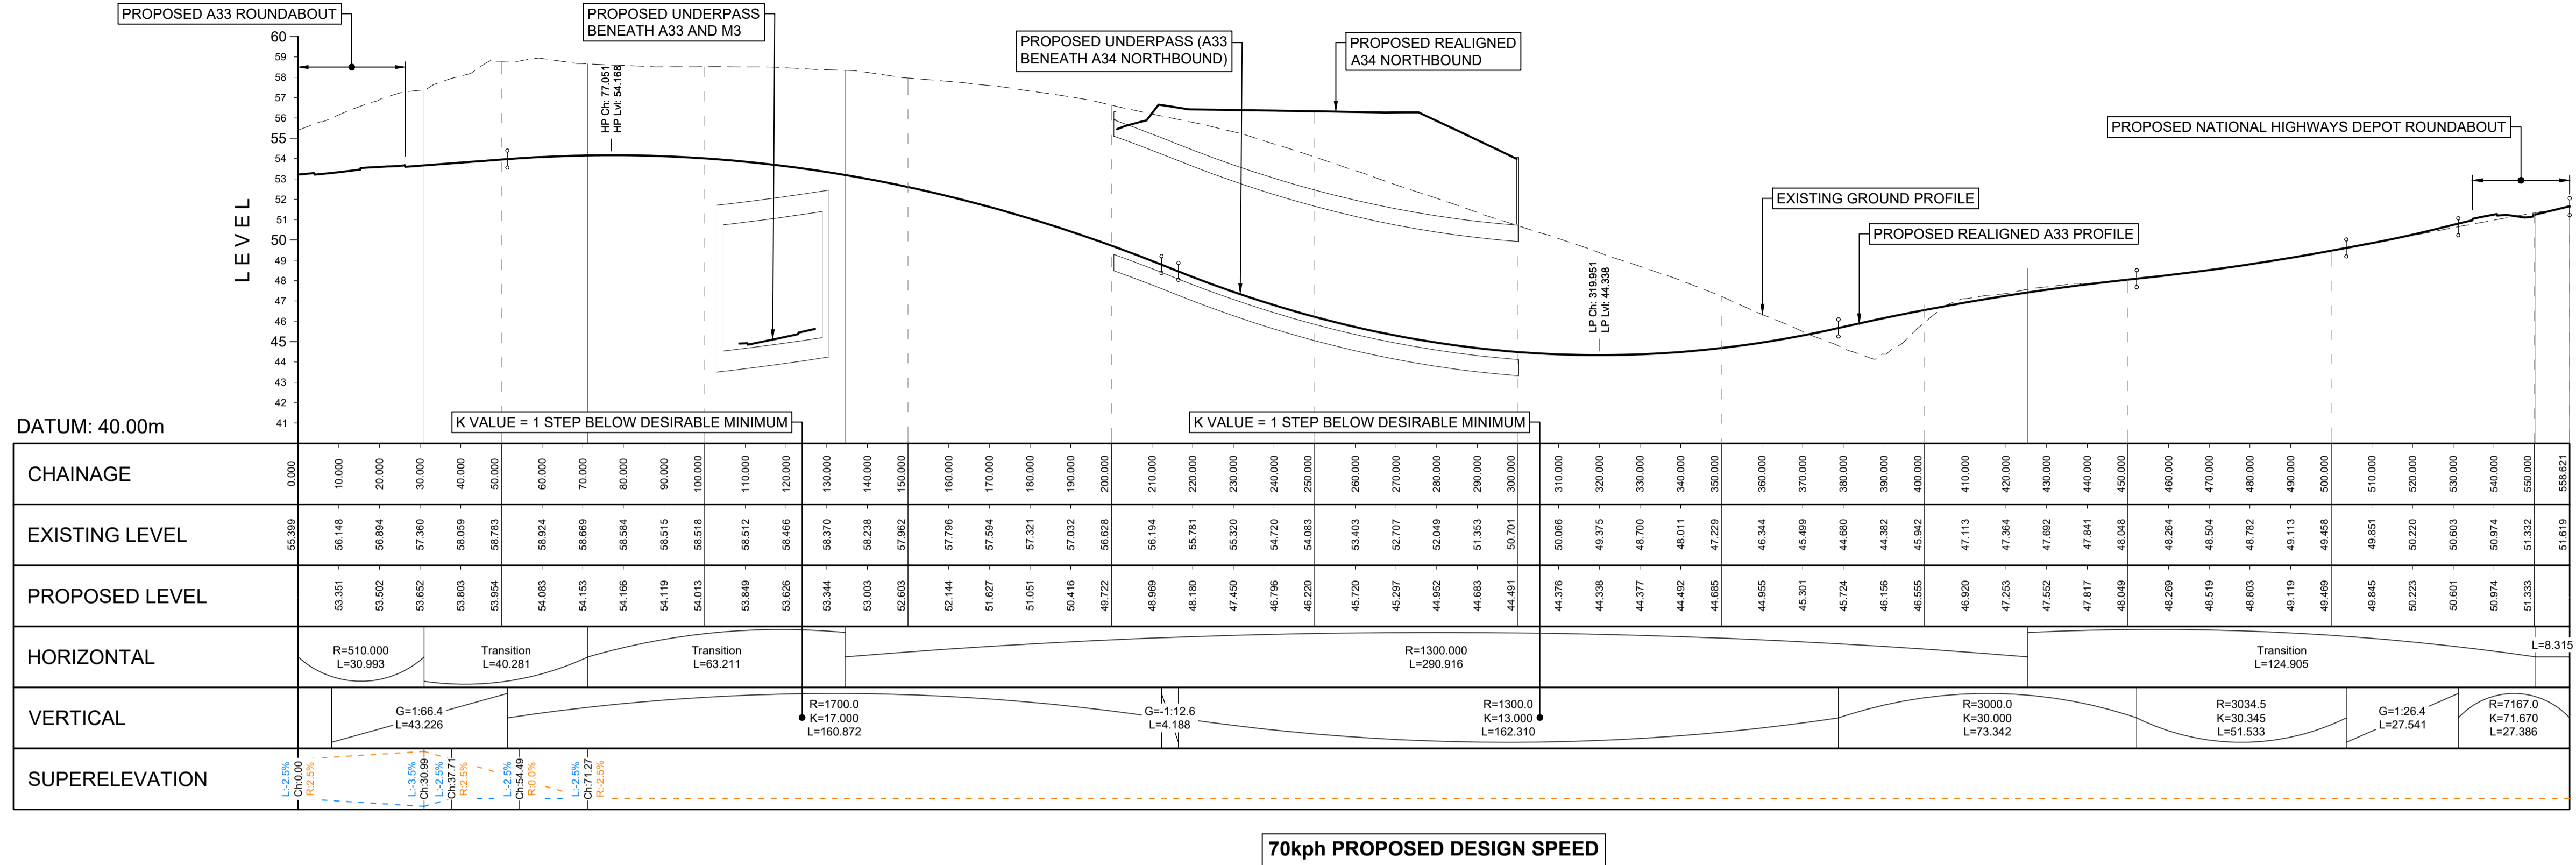 PROPOSED A33 ROUNDABOUT
PROPOSED UNDERPASS
BENEATH A33 AND M3
PROPOSED UNDERPASS (A33
BENEATH A34 NORTHBOUND)
PROPOSED REALIGNED
A34 NORTHBOUND
PROPOSED NATIONAL HIGHWAYS DEPOT ROUNDABOUT
EXISTING GROUND PROFILE
PROPOSED REALIGNED A33 PROFILE
HP Ch: 77.051
HP Lvl: 54.168
LP Ch: 319.951
LP Lvl: 44.338
LEVEL
60
59
58
57
56
55
54
53
52
51
50
49
48
47
46
45
44
43
42
41
DATUM: 40.00m
K VALUE = 1 STEP BELOW DESIRABLE MINIMUM
K VALUE = 1 STEP BELOW DESIRABLE MINIMUM
CHAINAGE
0.000 10.000 20.000 30.000 40.000 50.000 60.000 70.000 80.000 90.000 100.000 110.000 120.000 130.000 140.000 150.000 160.000 170.000 180.000 190.000 200.000 210.000 220.000 230.000 240.000 250.000 260.000 270.000 280.000 290.000 300.000 310.000 320.000 330.000 340.000 350.000 360.000 370.000 380.000 390.000 400.000 410.000 420.000 430.000 440.000 450.000 460.000 470.000 480.000 490.000 500.000 510.000 520.000 530.000 540.000 550.000 558.621
EXISTING LEVEL
55.399 56.148 56.894 57.360 58.059 58.783 58.924 58.669 58.584 58.515 58.518 58.512 58.466 58.370 58.238 57.962 57.796 57.594 57.321 57.032 56.628 56.194 55.781 55.320 54.720 54.083 53.403 52.707 52.049 51.353 50.701 50.066 49.375 48.700 48.011 47.229 46.344 45.499 44.680 44.382 45.942 47.113 47.364 47.692 47.841 48.048 48.264 48.504 48.782 49.113 49.458 49.851 50.220 50.603 50.974 51.332 51.619
PROPOSED LEVEL
53.351 53.502 53.652 53.803 53.954 54.083 54.153 54.166 54.119 54.013 53.849 53.626 53.344 53.003 52.603 52.144 51.627 51.051 50.416 49.722 48.969 48.180 47.450 46.796 46.220 45.720 45.297 44.952 44.683 44.491 44.376 44.338 44.377 44.492 44.685 44.955 45.301 45.724 46.156 46.555 46.920 47.253 47.552 47.817 48.049 48.269 48.519 48.803 49.119 49.469 49.845 50.223 50.601 50.974 51.333
HORIZONTAL
R=510.000
L=30.993
Transition
L=40.281
Transition
L=63.211
R=1300.000
L=290.916
Transition
L=124.905
L=8.315
VERTICAL
G=1:66.4
L=43.226
R=1700.0
K=17.000
L=160.872
G=-1:12.6
L=4.188
R=1300.0
K=13.000
L=162.310
R=3000.0
K=30.000
L=73.342
R=3034.5
K=30.345
L=51.533
G=1:26.4
L=27.541
R=7167.0
K=71.670
L=27.386
SUPERELEVATION
L:-2.5%
Ch:0.00
R:2.5%
L:-3.5%
Ch:30.99
L:-2.5%
Ch:37.71
R:2.5%
L:-2.5%
Ch:54.49
R:0.0%
L:-2.5%
Ch:71.27
R:-2.5%
70kph PROPOSED DESIGN SPEED